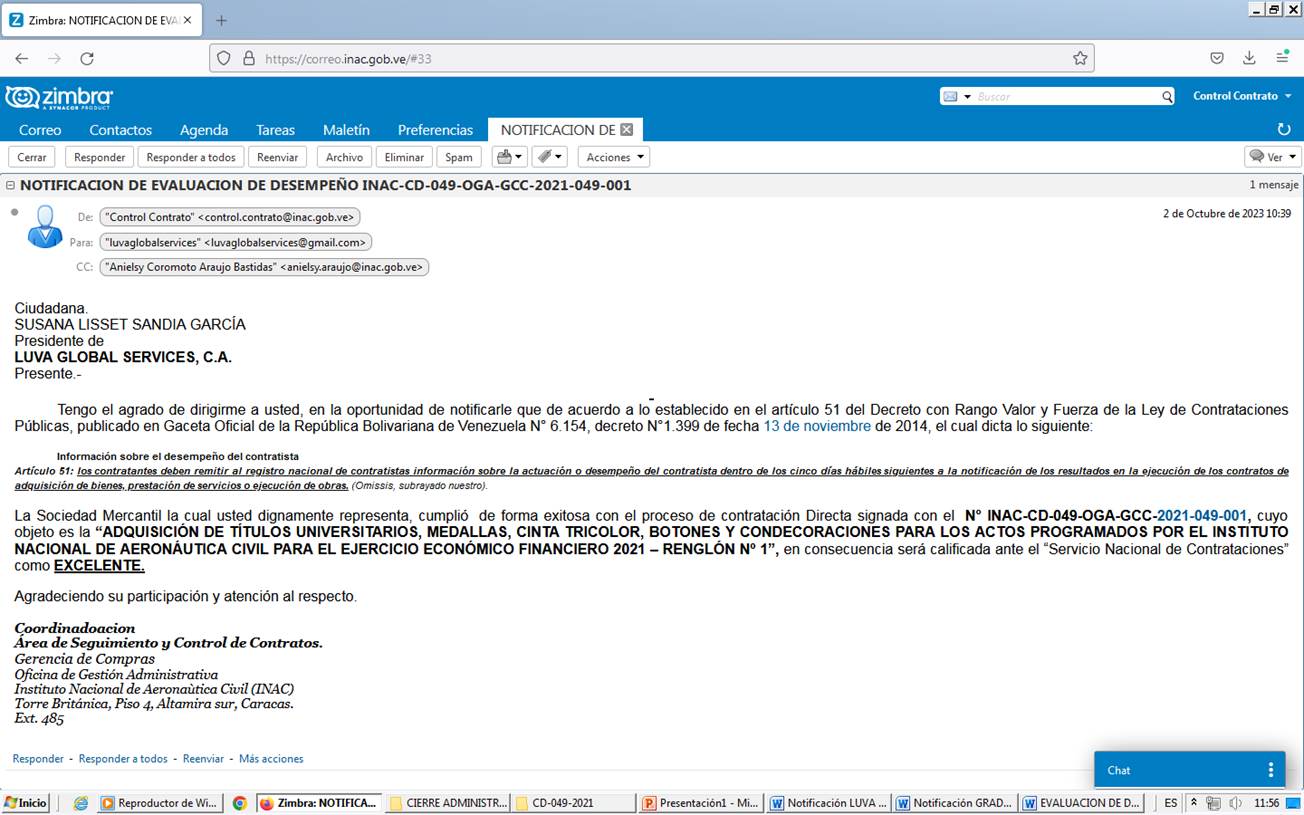 Zimbra: NOTIFICACION DE EVA
https://correo.inac.gob.ve/#33
zimbra
A SYNACOR PRODUCT
Buscar
Control Contrato
Correo Contactos Agenda Tareas Maletín Preferencias NOTIFICACION DE
Cerrar Responder Responder a todos Reenviar Archivo Eliminar Spam Acciones Ver
NOTIFICACION DE EVALUACION DE DESEMPEÑO INAC-CD-049-OGA-GCC-2021-049-001 1 mensaje
De: "Control Contrato" <control.contrato@inac.gob.ve> 2 de Octubre de 2023 10:39
Para: "luvaglobalservices" <luvaglobalservices@gmail.com>
CC: "Anielsy Coromoto Araujo Bastidas" <anielsy.araujo@inac.gob.ve>
Ciudadana.
SUSANA LISSET SANDIA GARCÍA
Presidente de
LUVA GLOBAL SERVICES, C.A.
Presente.-
Tengo el agrado de dirigirme a usted, en la oportunidad de notificarle que de acuerdo a lo establecido en el artículo 51 del Decreto con Rango Valor y Fuerza de la Ley de Contrataciones
Públicas, publicado en Gaceta Oficial de la República Bolivariana de Venezuela N° 6.154, decreto N°1.399 de fecha 13 de noviembre de 2014, el cual dicta lo siguiente:
Información sobre el desempeño del contratista
Artículo 51: los contratantes deben remitir al registro nacional de contratistas información sobre la actuación o desempeño del contratista dentro de los cinco días hábiles siguientes a la notificación de los resultados en la ejecución de los contratos de
adquisición de bienes, prestación de servicios o ejecución de obras. (Omissis, subrayado nuestro).
La Sociedad Mercantil la cual usted dignamente representa, cumplió de forma exitosa con el proceso de contratación Directa signada con el N° INAC-CD-049-OGA-GCC-2021-049-001, cuyo
objeto es la “ADQUISICIÓN DE TÍTULOS UNIVERSITARIOS, MEDALLAS, CINTA TRICOLOR, BOTONES Y CONDECORACIONES PARA LOS ACTOS PROGRAMADOS POR EL INSTITUTO
NACIONAL DE AERONÁUTICA CIVIL PARA EL EJERCICIO ECONÓMICO FINANCIERO 2021 – RENGLÓN Nº 1”, en consecuencia será calificada ante el “Servicio Nacional de Contrataciones”
como EXCELENTE.
Agradeciendo su participación y atención al respecto.
Coordinadoacion
Área de Seguimiento y Control de Contratos.
Gerencia de Compras
Oficina de Gestión Administrativa
Instituto Nacional de Aeronaùtica Civil (INAC)
Torre Británica, Piso 4, Altamira sur, Caracas.
Ext. 485
Responder - Responder a todos - Reenviar - Más acciones
Chat
Inicio Reproductor de Wi... Zimbra: NOTIFICA... CIERRE ADMINISTR... CD-049-2021 Presentación1 - Mi... Notificación LUVA ... Notificación GRAD... EVALUACION DE D... ES 11:56